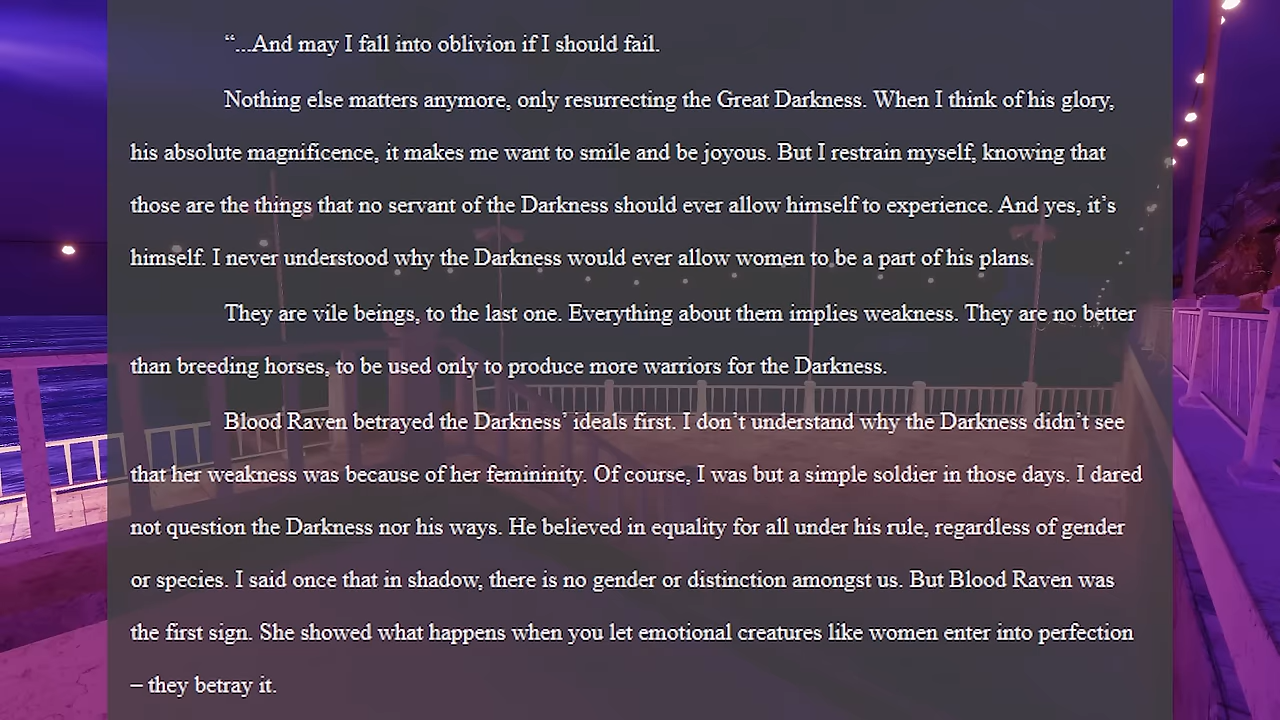 “...And may I fall into oblivion if I should fail.
Nothing else matters anymore, only resurrecting the Great Darkness. When I think of his glory,
his absolute magnificence, it makes me want to smile and be joyous. But I restrain myself, knowing that
those are the things that no servant of the Darkness should ever allow himself to experience. And yes, it’s
himself. I never understood why the Darkness would ever allow women to be a part of his plans.
They are vile beings, to the last one. Everything about them implies weakness. They are no better
than breeding horses, to be used only to produce more warriors for the Darkness.
Blood Raven betrayed the Darkness’ ideals first. I don’t understand why the Darkness didn’t see
that her weakness was because of her femininity. Of course, I was but a simple soldier in those days. I dared
not question the Darkness nor his ways. He believed in equality for all under his rule, regardless of gender
or species. I said once that in shadow, there is no gender or distinction amongst us. But Blood Raven was
the first sign. She showed what happens when you let emotional creatures like women enter into perfection
– they betray it.